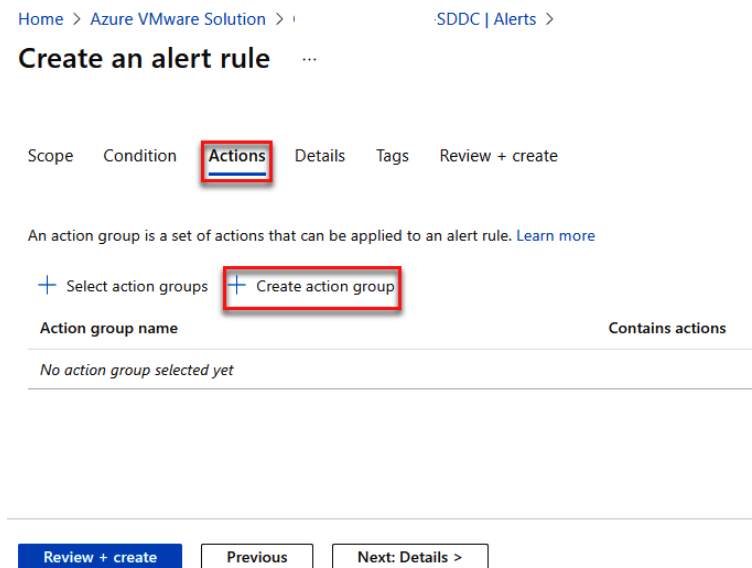 Home > Azure VMware Solution > SDDC | Alerts >
Create an alert rule ...
Scope Condition Actions Details Tags Review + create
An action group is a set of actions that can be applied to an alert rule. Learn more
+ Select action groups + Create action group
Action group name Contains actions
No action group selected yet
Review + create Previous Next: Details >